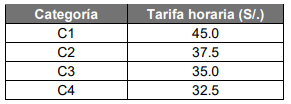 Categoría Tarifa horaria (S/.)
C1 45.0
C2 37.5
C3 35.0
C4 32.5